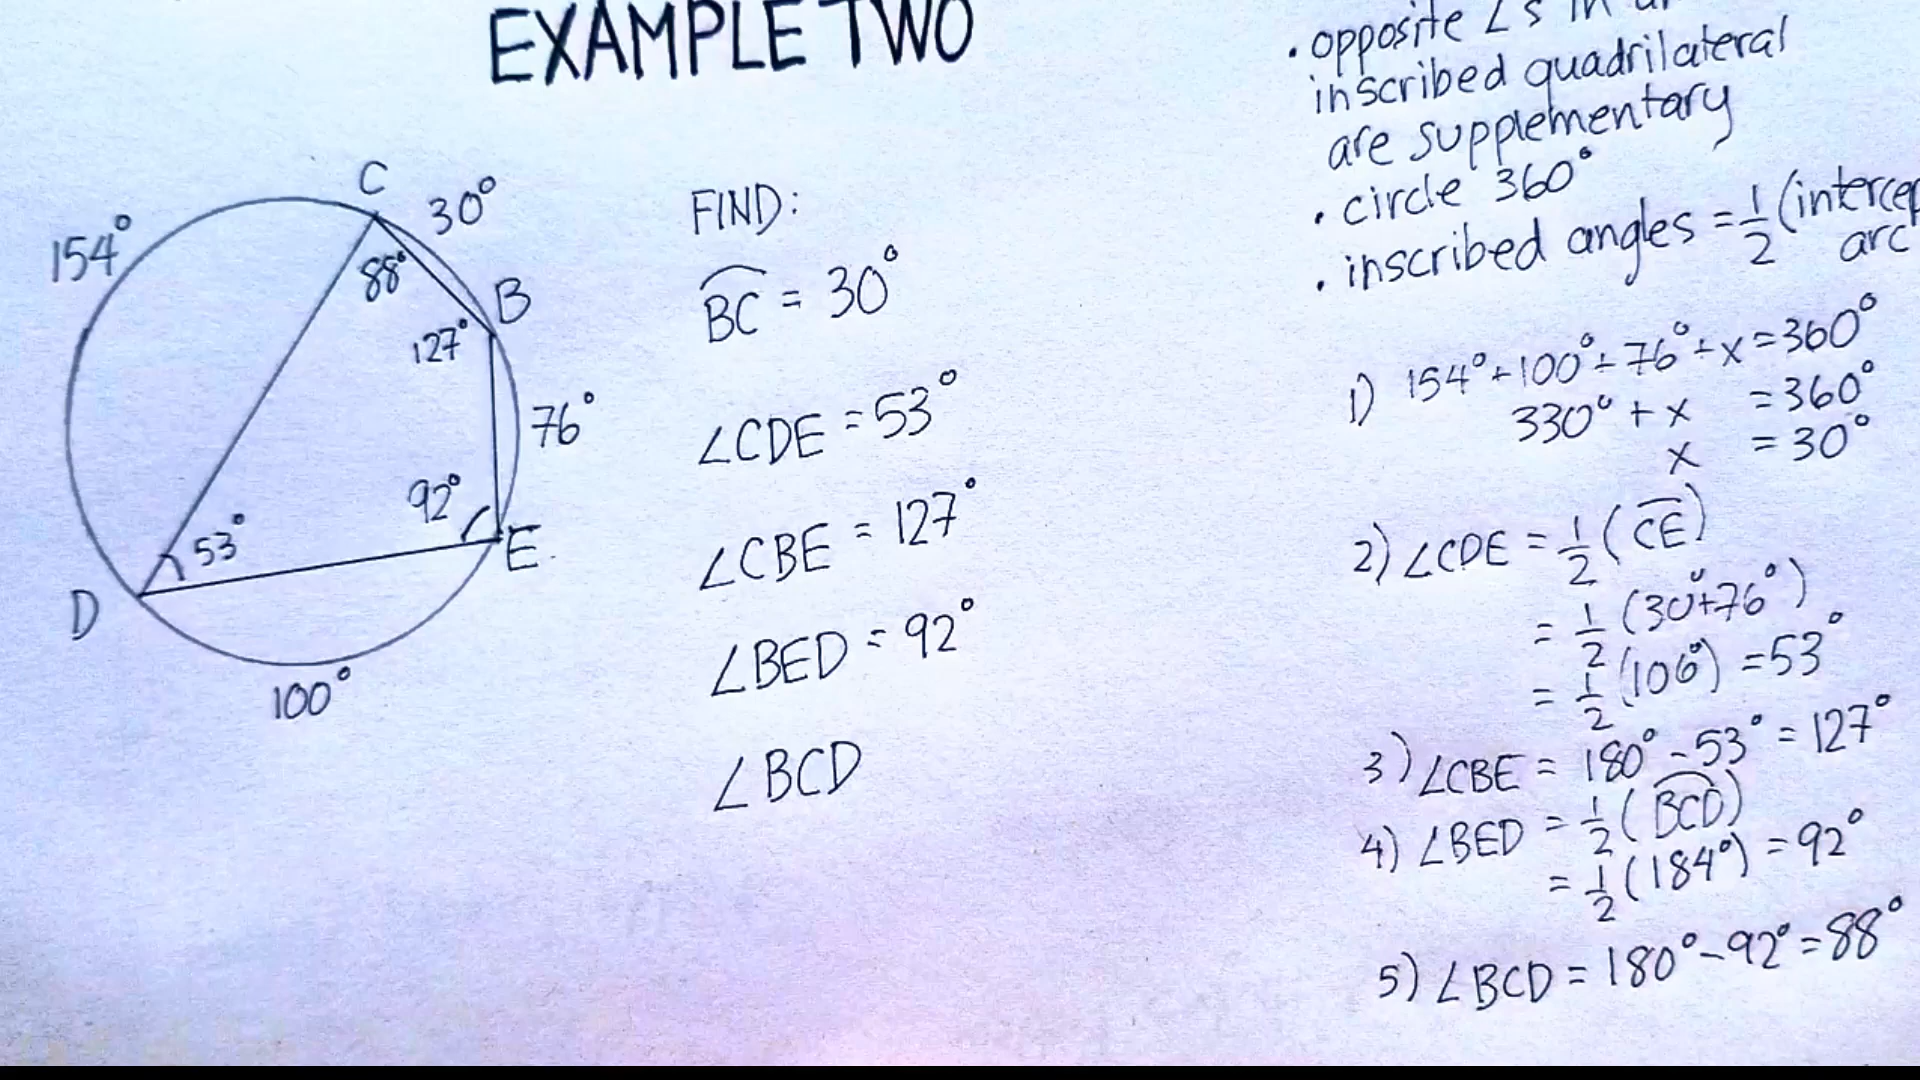 EXAMPLE TWO
C
30°
154°
88°
B
127°
76°
92°
53°
E
D
100°
FIND:
BC = 30°
∠CDE = 53°
∠CBE = 127°
∠BED = 92°
∠BCD
• opposite ∠s in
inscribed quadrilateral
are supplementary
• circle 360°
• inscribed angles = 1/2 (
arc
1) 154° + 100° + 76° + x = 360°
330° + x = 360°
x = 30°
2) ∠CDE = 1/2 (CE)
= 1/2 (30° + 76°)
= 1/2 (106°) = 53°
3) ∠CBE = 180° - 53° = 127°
4) ∠BED = 1/2 (BCD)
= 1/2 (184°) = 92°
5) ∠BCD = 180° - 92° = 88°